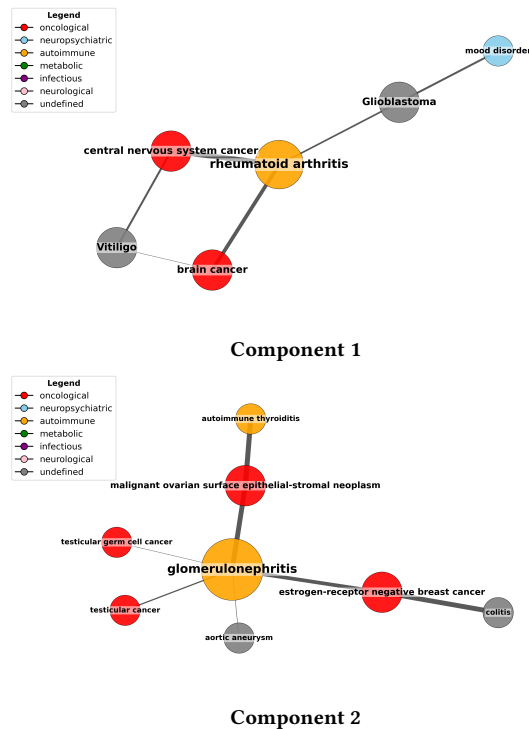 Legend
oncological
neuropsychiatric
autoimmune
metabolic
infectious
neurological
undefined
mood disorder
Glioblastoma
central nervous system cancer
rheumatoid arthritis
Vitiligo
brain cancer
Component 1
Legend
oncological
neuropsychiatric
autoimmune
metabolic
infectious
neurological
undefined
autoimmune thyroiditis
malignant ovarian surface epithelial-stromal neoplasm
testicular germ cell cancer
glomerulonephritis
estrogen-receptor negative breast cancer
testicular cancer
colitis
aortic aneurysm
Component 2